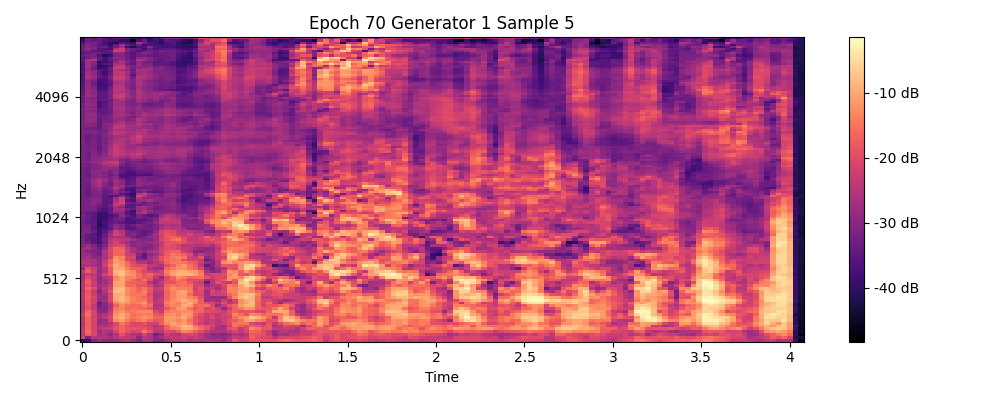 Epoch 70 Generator 1 Sample 5
Hz
4096
2048
1024
512
0
0 0.5 1 1.5 2 2.5 3 3.5 4
Time
-10 dB
-20 dB
-30 dB
-40 dB